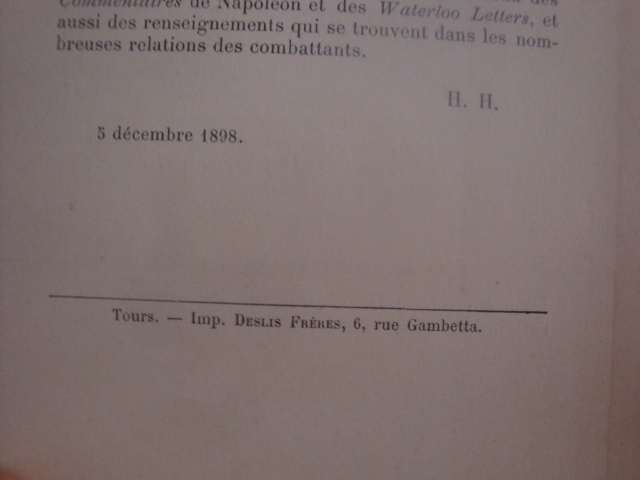 Commentaires de Napoléon et des Waterloo Letters, et
aussi des renseignements qui se trouvent dans les nom-
breuses relations des combattants.
H. H.
5 décembre 1898.
Tours. — Imp. DESLIS FRÈRES, 6, rue Gambetta.